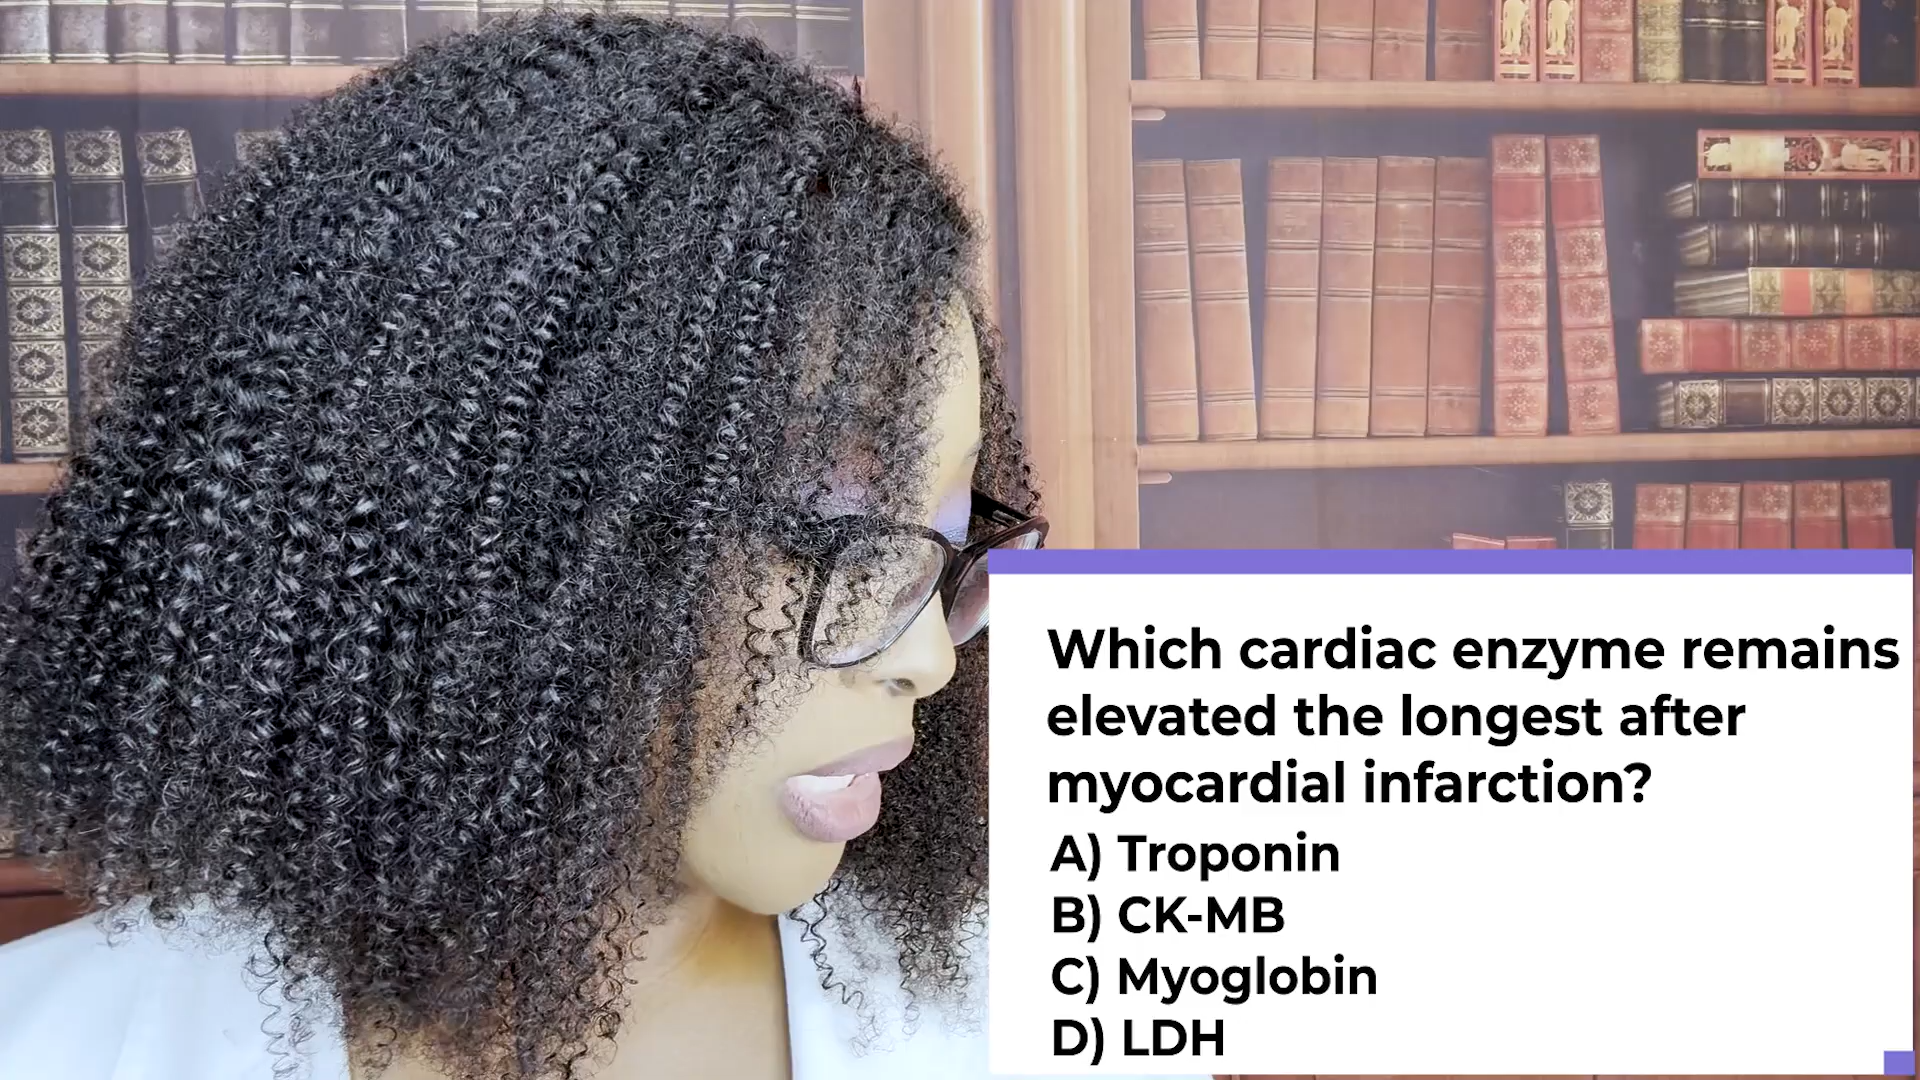 Which cardiac enzyme remains
elevated the longest after
myocardial infarction?
A) Troponin
B) CK-MB
C) Myoglobin
D) LDH